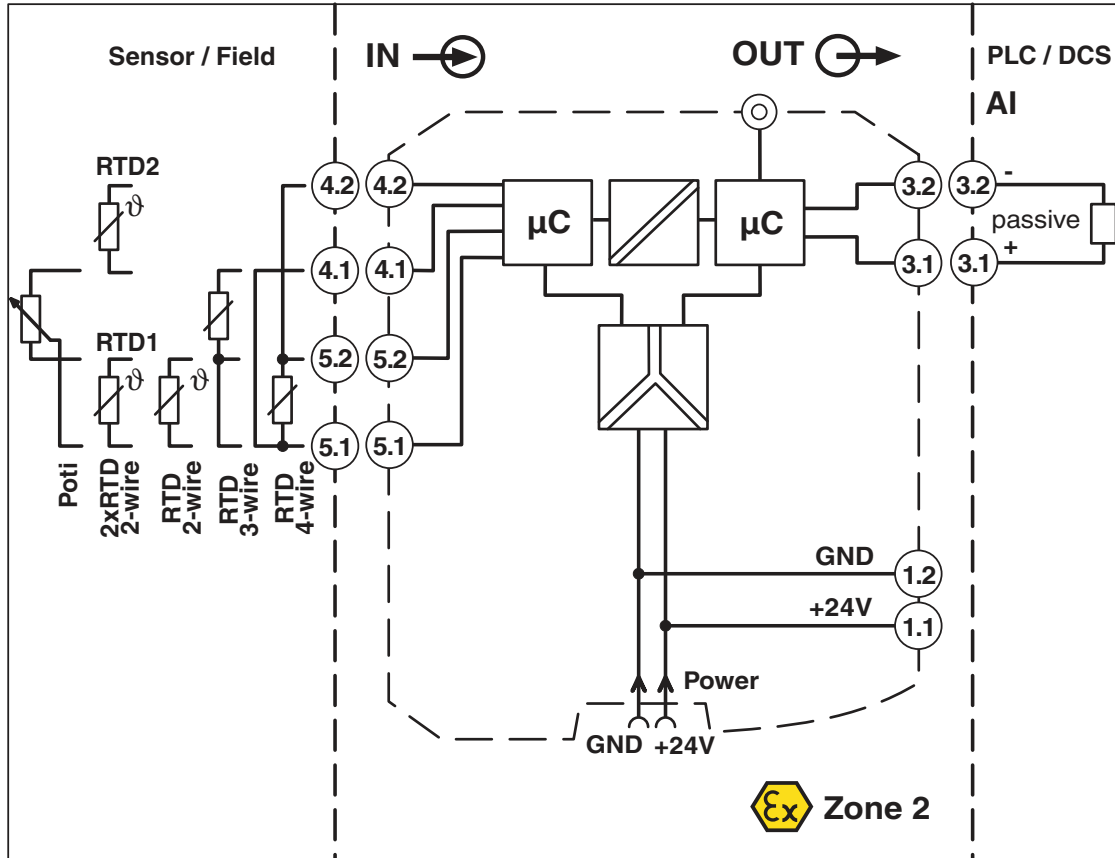 Sensor / Field
IN
OUT
PLC / DCS
AI
RTD2
ϑ
4.2
4.2
µC
µC
3.2
3.2
-
passive
4.1
4.1
3.1
3.1
+
RTD1
ϑ
ϑ
5.2
5.2
5.1
5.1
Poti
2xRTD
2-wire
RTD
2-wire
RTD
3-wire
RTD
4-wire
GND
1.2
+24V
1.1
Power
GND +24V
Ex
Zone 2